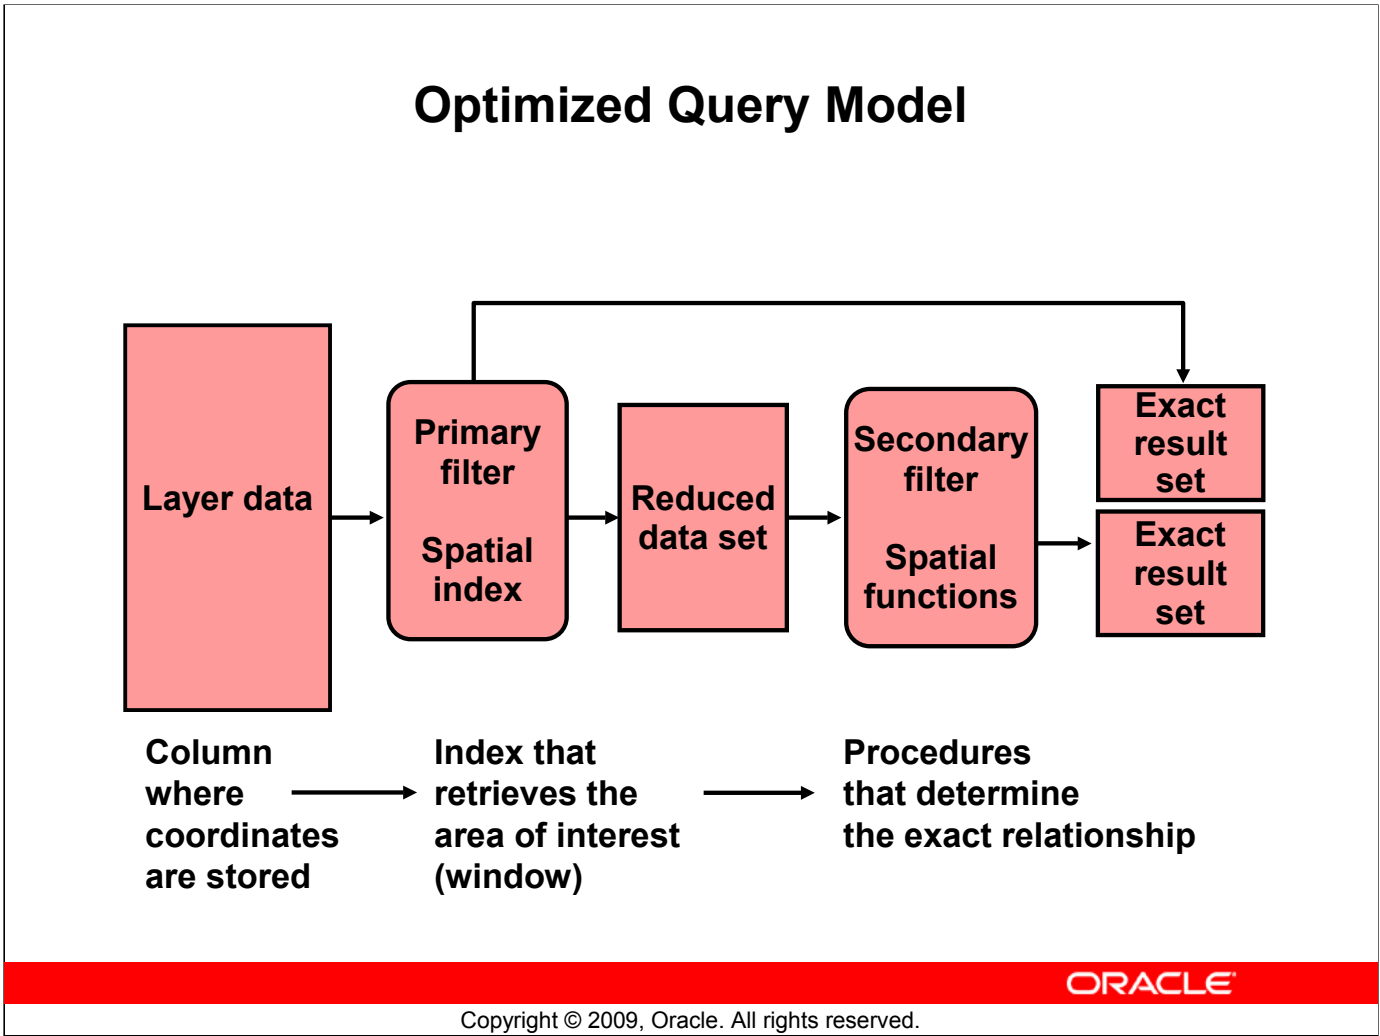 Optimized Query Model
Layer data
Primary
filter
Spatial
index
Reduced
data set
Secondary
filter
Spatial
functions
Exact
result
set
Exact
result
set
Column
where
coordinates
are stored
Index that
retrieves the
area of interest
(window)
Procedures
that determine
the exact relationship
ORACLE
Copyright © 2009, Oracle. All rights reserved.